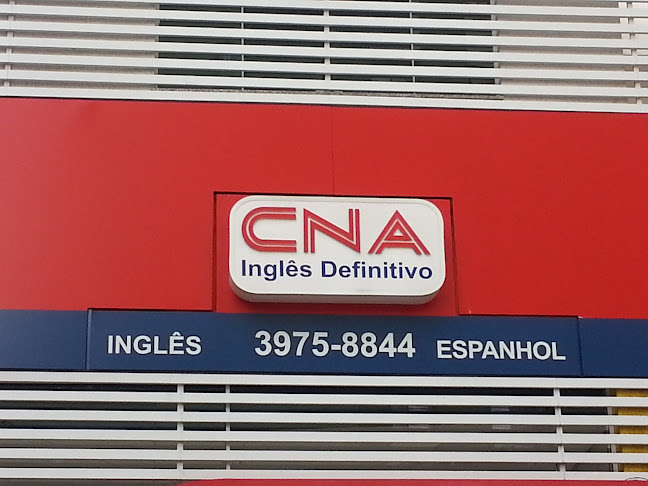 CNA
Inglês Definitivo
INGLÊS 3975-8844 ESPANHOL